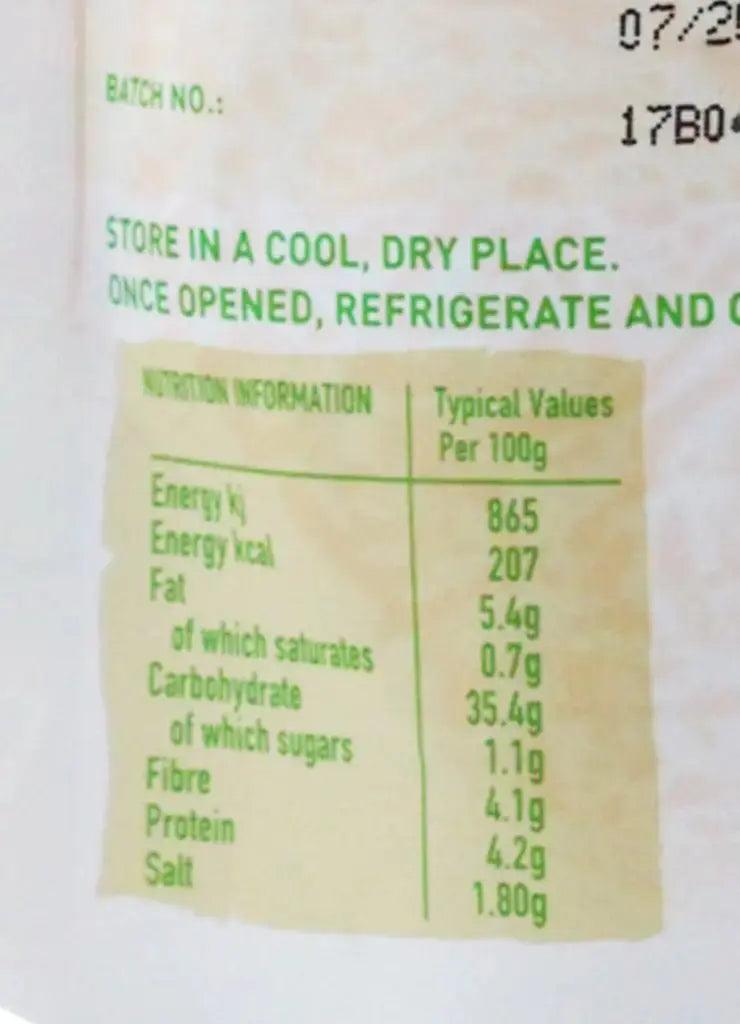 07/2
BATCH NO.:
17B0
STORE IN A COOL, DRY PLACE.
ONCE OPENED, REFRIGERATE AND
NUTRITION INFORMATION Typical Values
Per 100g
Energy kj 865
Energy kcal 207
Fat 5.4g
of which saturates 0.7g
Carbohydrate 35.4g
of which sugars 1.1g
Fibre 4.1g
Protein 4.2g
Salt 1.80g